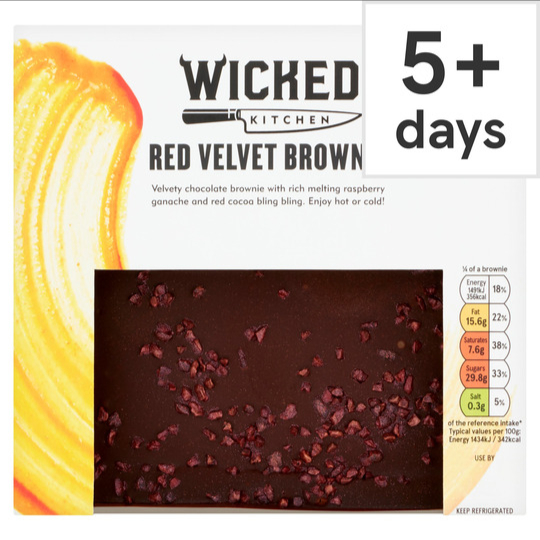 5+
days
WICKED
KITCHEN
RED VELVET BROWN
Velvety chocolate brownie with rich melting raspberry
ganache and red cocoa bling bling. Enjoy hot or cold!
¼ of a brownie
Energy
1491kJ
356kcal
18%
Fat
15.6g
22%
Saturates
7.6g
38%
Sugars
29.8g
33%
Salt
0.3g
5%
of the reference intake*
Typical values per 100g:
Energy 1434kJ / 342kcal
USE BY
KEEP REFRIGERATED